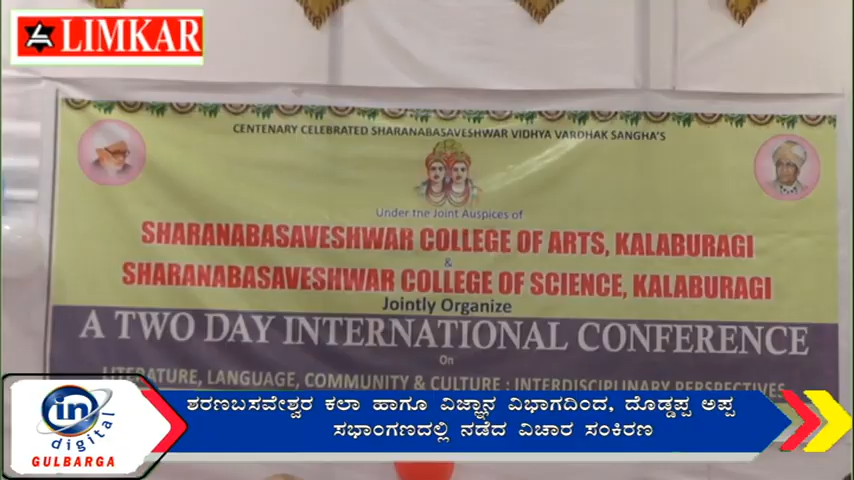 LIMKAR
CENTENARY CELEBRATED SHARANABASAVESHWAR VIDHYA VARDHAK SANGHA'S
Under the Joint Auspices of
SHARANABASAVESHWAR COLLEGE OF ARTS, KALABURAGI
&
SHARANABASAVESHWAR COLLEGE OF SCIENCE, KALABURAGI
Jointly Organize
A TWO DAY INTERNATIONAL CONFERENCE
On
LITERATURE, LANGUAGE, COMMUNITY & CULTURE : INTERDISCIPLINARY PERSPECTIVES
in digital
GULBARGA
ಶರಣಬಸವೇಶ್ವರ ಕಲಾ ಹಾಗೂ ವಿಜ್ಞಾನ ವಿಭಾಗದಿಂದ, ದೊಡ್ಡಪ್ಪ ಅಪ್ಪ
ಸಭಾಂಗಣದಲ್ಲಿ ನಡೆದ ವಿಚಾರ ಸಂಕಿರಣ